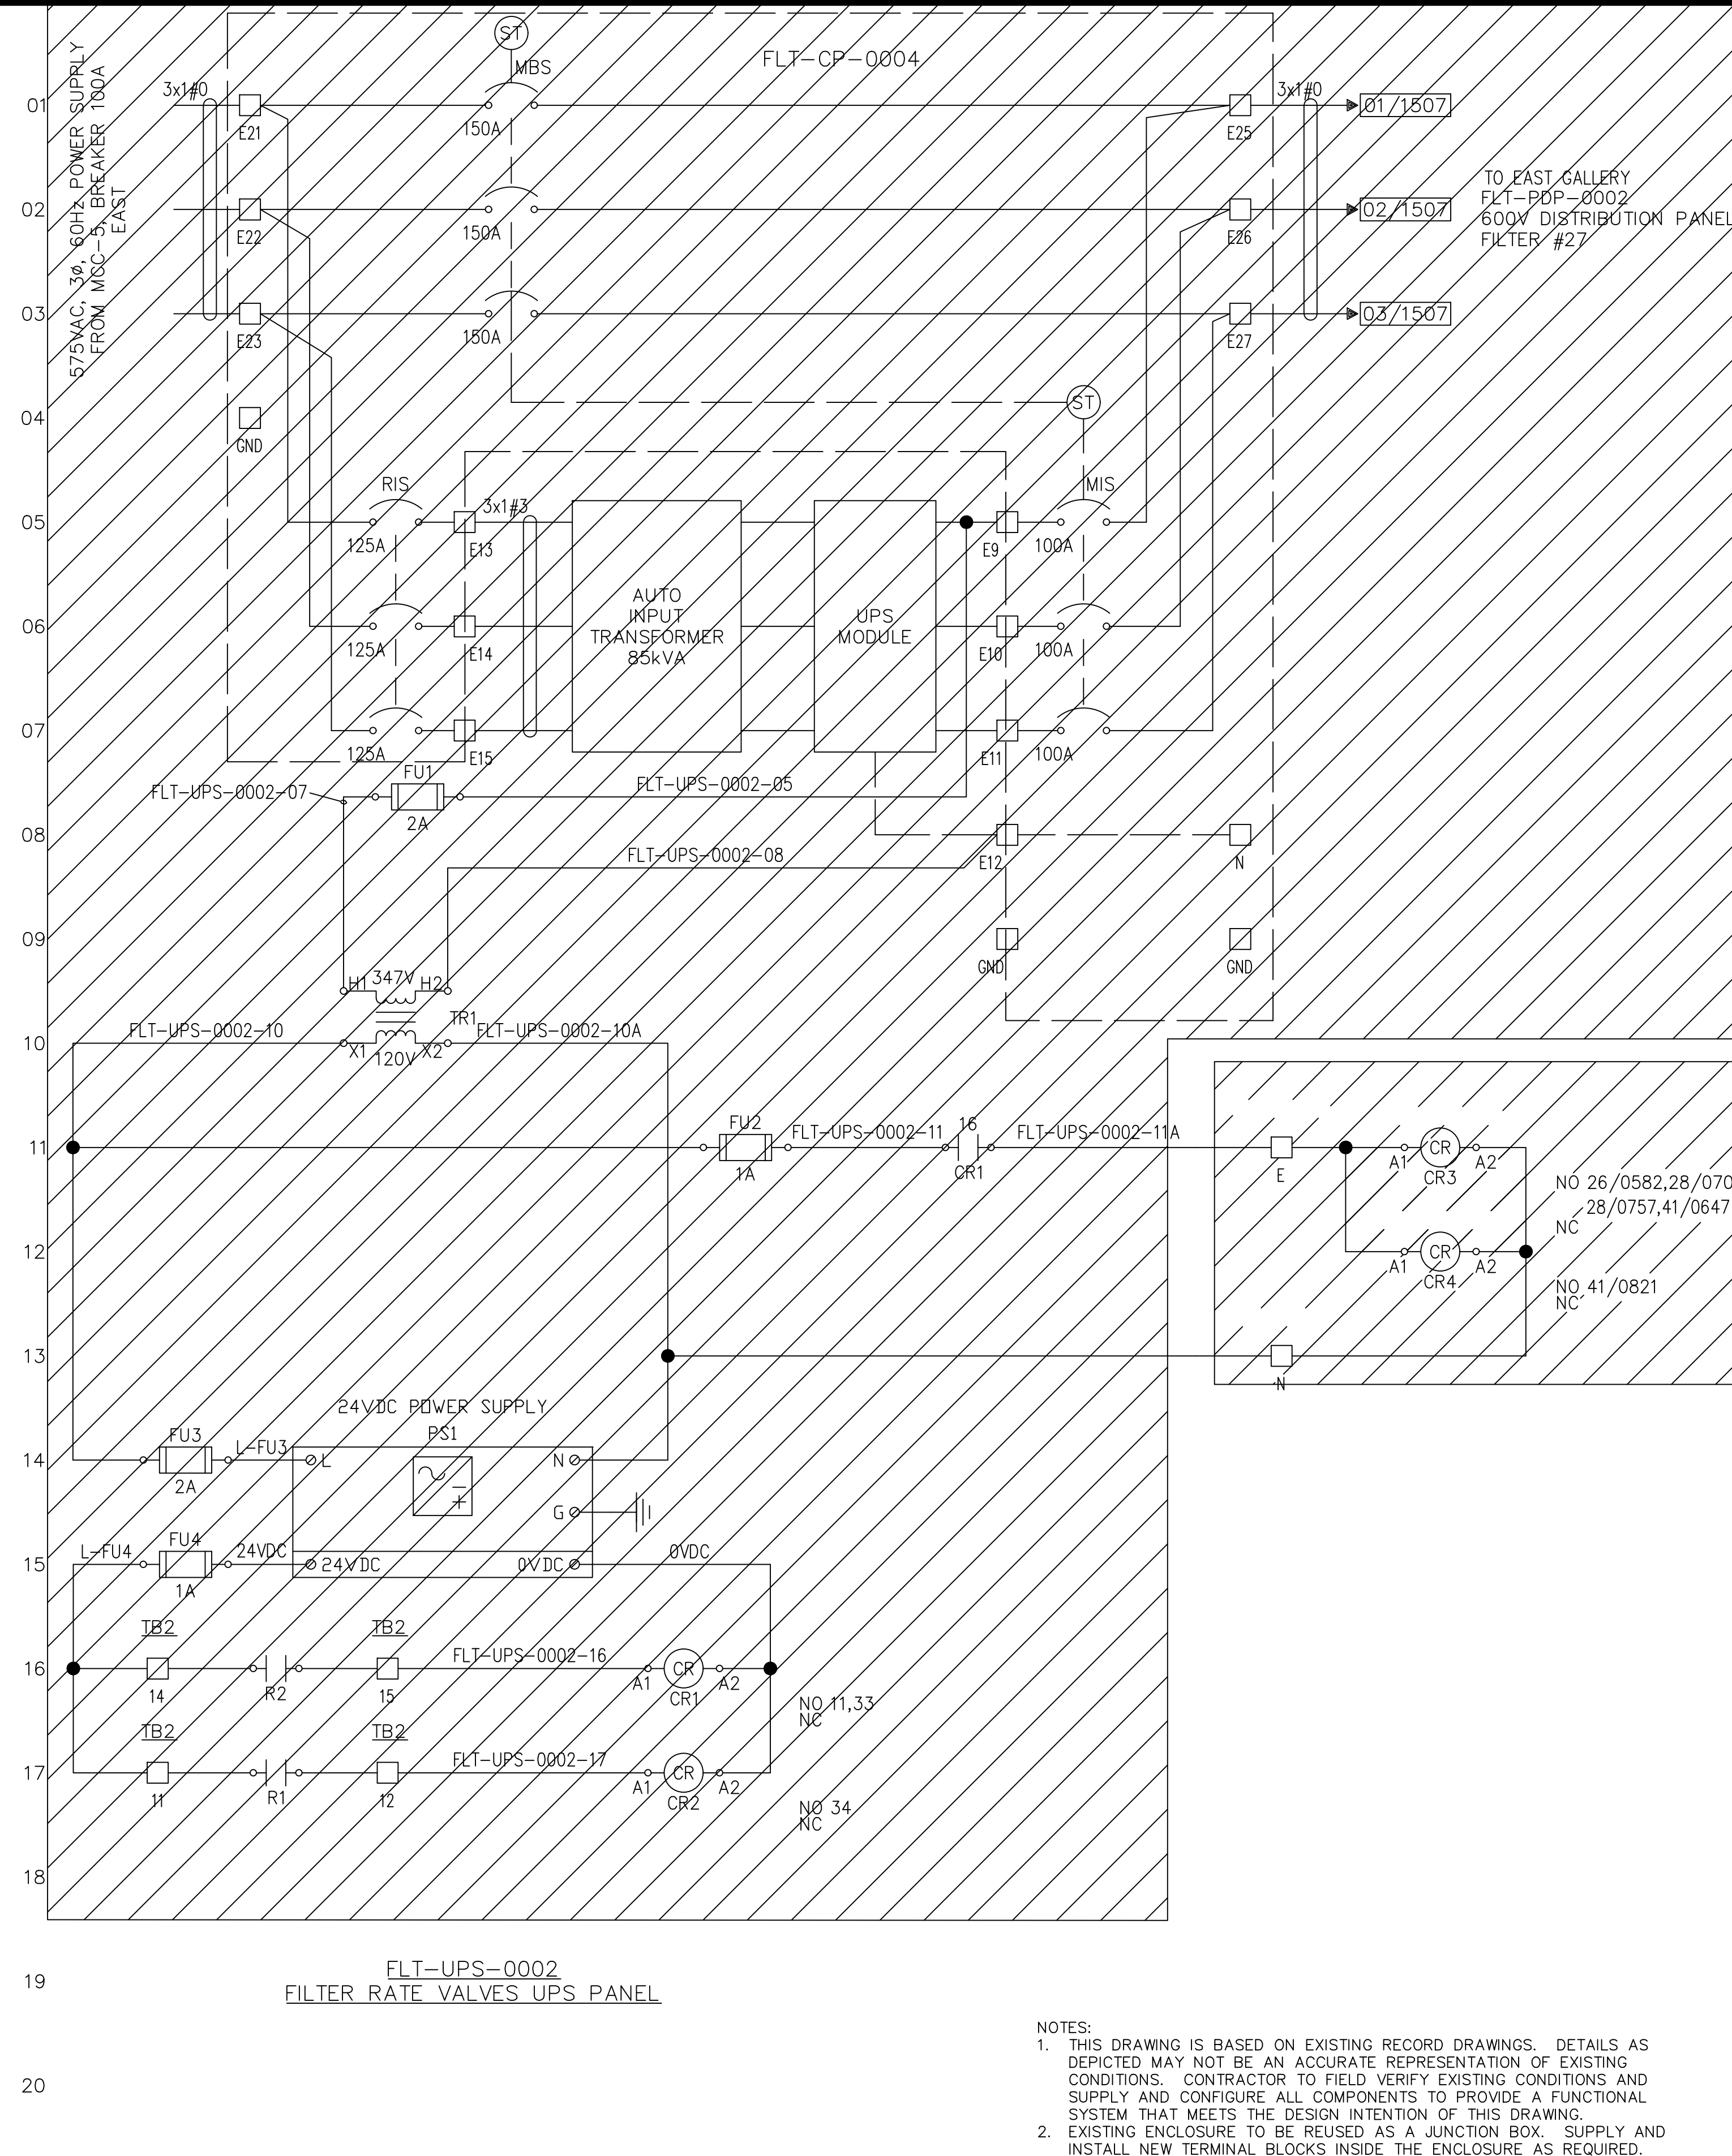 575VAC, 3ø, 60Hz POWER SUPPLY
FROM MCC-5, BREAKER 100A
EAST
ST
MBS
FLT-CP-0004
01
3x1#0
E21
150A
E25
3x1#0
01/1507
02
E22
150A
E26
02/1507
TO EAST GALLERY
FLT-PDP-0002
600V DISTRIBUTION PANEL
FILTER #27
03
E23
150A
E27
03/1507
04
GND
ST
RIS
3x1#3
MIS
05
125A
E13
E9
100A
AUTO
INPUT
TRANSFORMER
85kVA
UPS
MODULE
06
125A
E14
E10
100A
07
125A
E15
E11
100A
FU1
FLT-UPS-0002-07
FLT-UPS-0002-05
2A
08
FLT-UPS-0002-08
E12
N
09
GND
GND
H1
347V
H2
TR1
10
FLT-UPS-0002-10
FLT-UPS-0002-10A
X1
120V
X2
11
FU2
1A
FLT-UPS-0002-11
16
CR1
FLT-UPS-0002-11A
E
A1
CR
A2
CR3
NO 26/0582,28/070
28/0757,41/0647
NC
12
A1
CR
A2
CR4
NO 41/0821
NC
13
N
24VDC POWER SUPPLY
PS1
14
FU3
2A
L-FU3
L
N
G
15
L-FU4
FU4
1A
24VDC
24VDC
0VDC
0VDC
TB2
TB2
16
14
R2
15
FLT-UPS-0002-16
A1
CR
A2
CR1
NO 11,33
NC
TB2
TB2
17
11
R1
12
FLT-UPS-0002-17
A1
CR
A2
CR2
NO 34
NC
18
19
FLT-UPS-0002
FILTER RATE VALVES UPS PANEL
20
NOTES:
1. THIS DRAWING IS BASED ON EXISTING RECORD DRAWINGS. DETAILS AS
DEPICTED MAY NOT BE AN ACCURATE REPRESENTATION OF EXISTING
CONDITIONS. CONTRACTOR TO FIELD VERIFY EXISTING CONDITIONS AND
SUPPLY AND CONFIGURE ALL COMPONENTS TO PROVIDE A FUNCTIONAL
SYSTEM THAT MEETS THE DESIGN INTENTION OF THIS DRAWING.
2. EXISTING ENCLOSURE TO BE REUSED AS A JUNCTION BOX. SUPPLY AND
INSTALL NEW TERMINAL BLOCKS INSIDE THE ENCLOSURE AS REQUIRED.